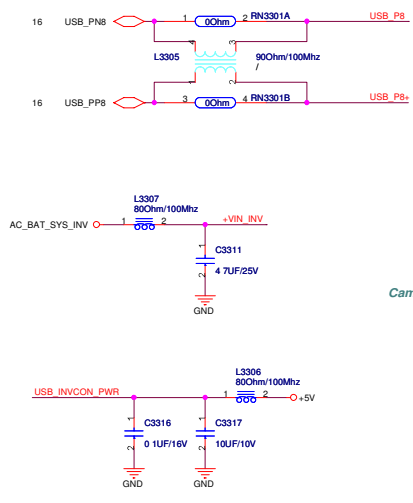 16 USB_PN8 1 0Ohm 2 RN3301A USB_P8
4 3
L3305 90Ohm/100Mhz
/
1 2
16 USB_PP8 3 0Ohm 4 RN3301B USB_P8+
L3307
80Ohm/100Mhz
AC_BAT_SYS_INV 1 2 +VIN_INV
1 C3311
2 4 7UF/25V
GND
Cam
L3306
80Ohm/100Mhz
USB_INVCON_PWR 1 2 +5V
1 C3316 1 C3317
2 0 1UF/16V 2 10UF/10V
GND GND